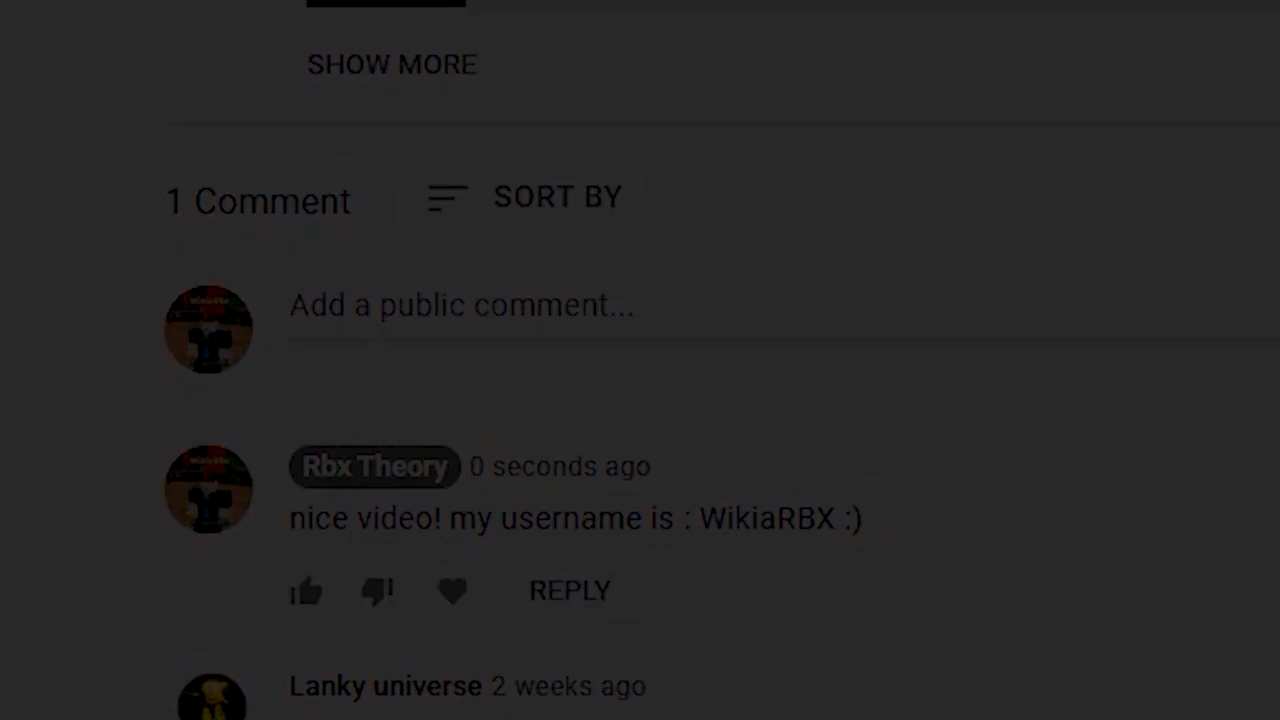 SHOW MORE
1 Comment
SORT BY
Add a public comment...
Rbx Theory 0 seconds ago
nice video! my username is : WikiaRBX :)
REPLY
Lanky universe 2 weeks ago